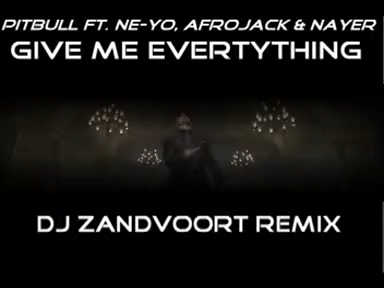 PITBULL FT. NE-YO, AFROJACK & NAYER
GIVE ME EVERTYTHING
DJ ZANDVOORT REMIX